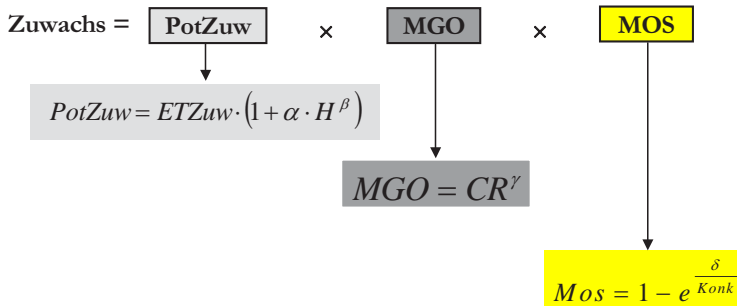 Zuwachs = PotZuw × MGO × MOS
PotZuw = ETZuw · (1 + α · H^β)
MGO = CR^γ
Mos = 1 − e^(δ/Konk)